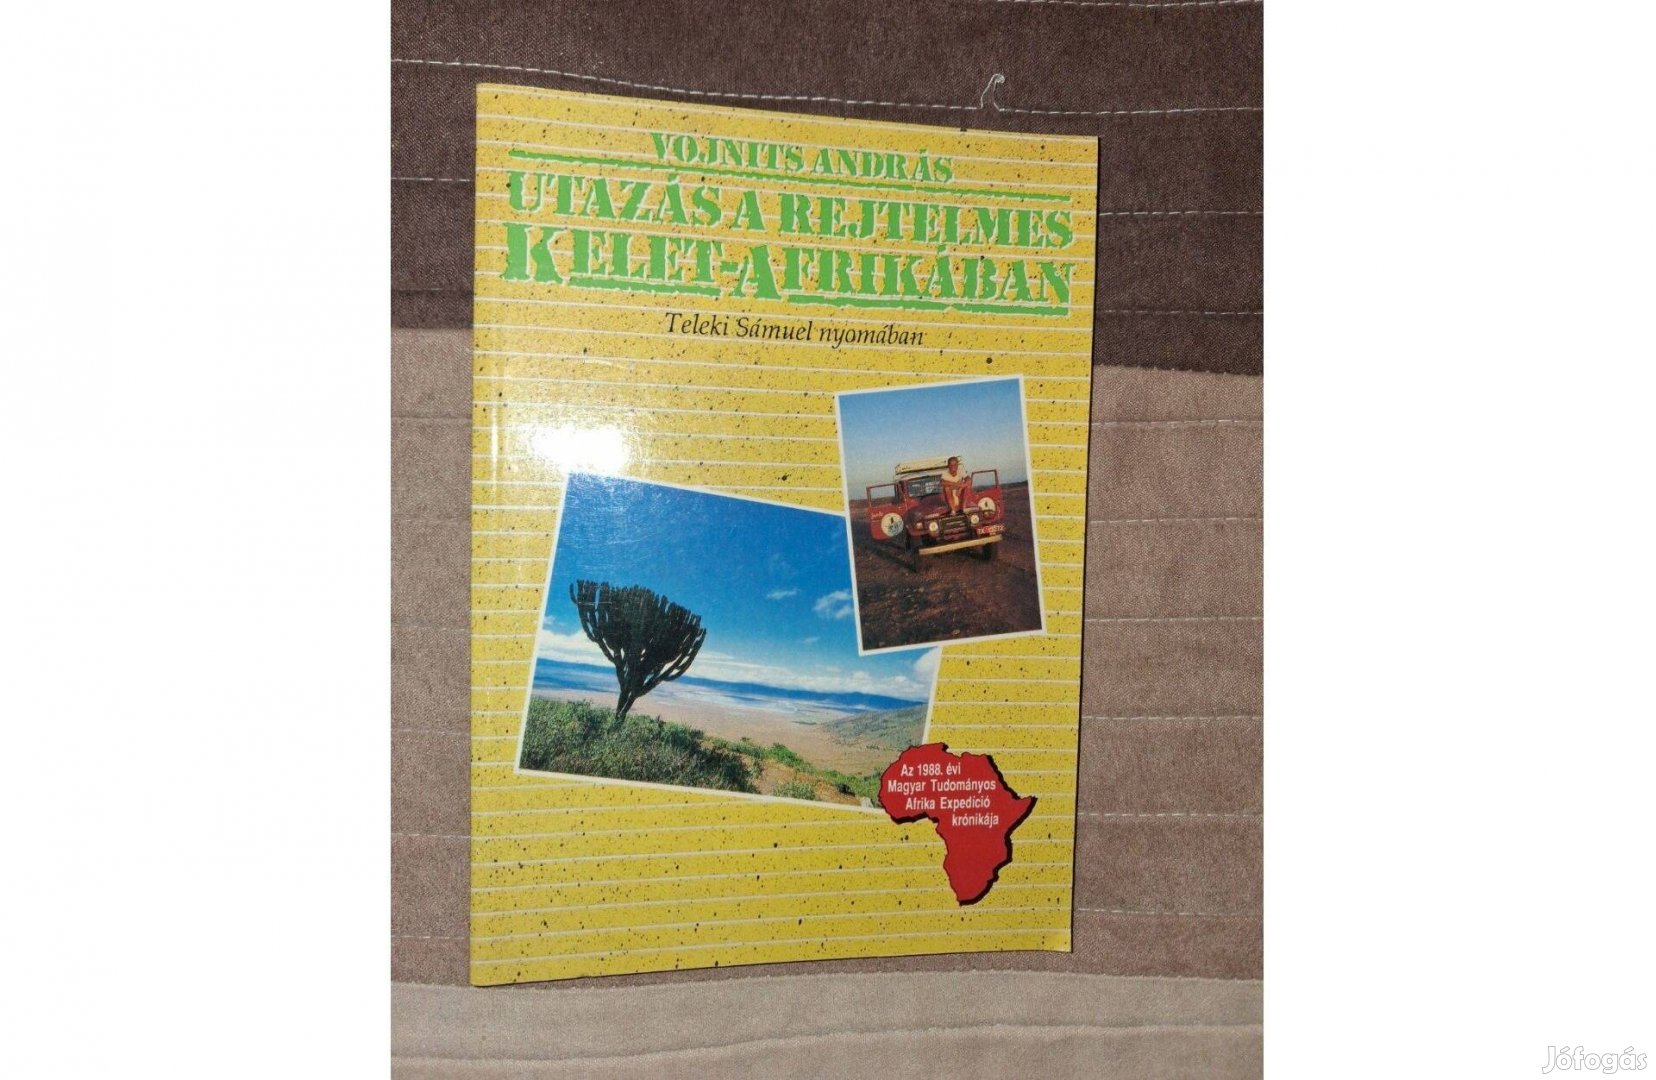 VOJNITS ANDRÁS
UTAZÁS A REJTELMES
KELET-AFRIKÁBAN
Teleki Sámuel nyomában
Az 1988. évi
Magyar Tudományos
Afrika Expedíció
krónikája
Jófogás